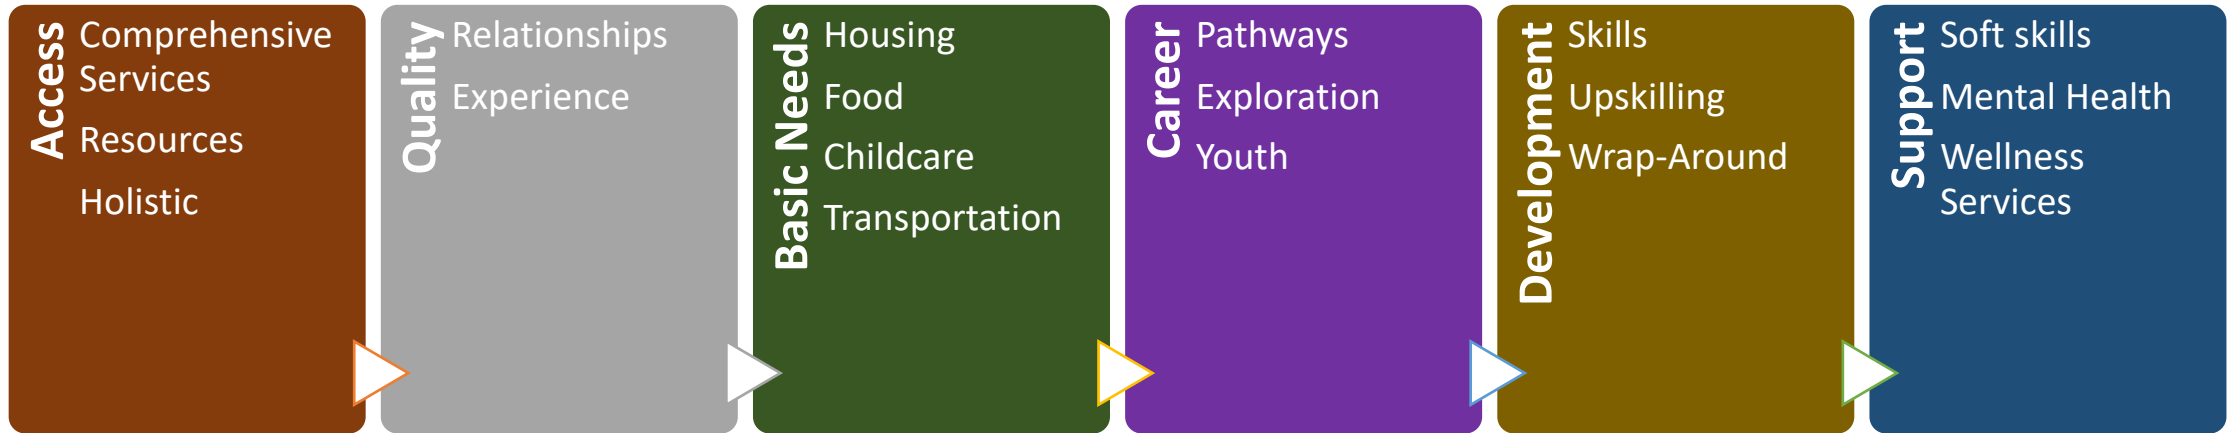 Access
Comprehensive
Services
Resources
Holistic
Quality
Relationships
Experience
Basic Needs
Housing
Food
Childcare
Transportation
Career
Pathways
Exploration
Youth
Development
Skills
Upskilling
Wrap-Around
Support
Soft skills
Mental Health
Wellness
Services